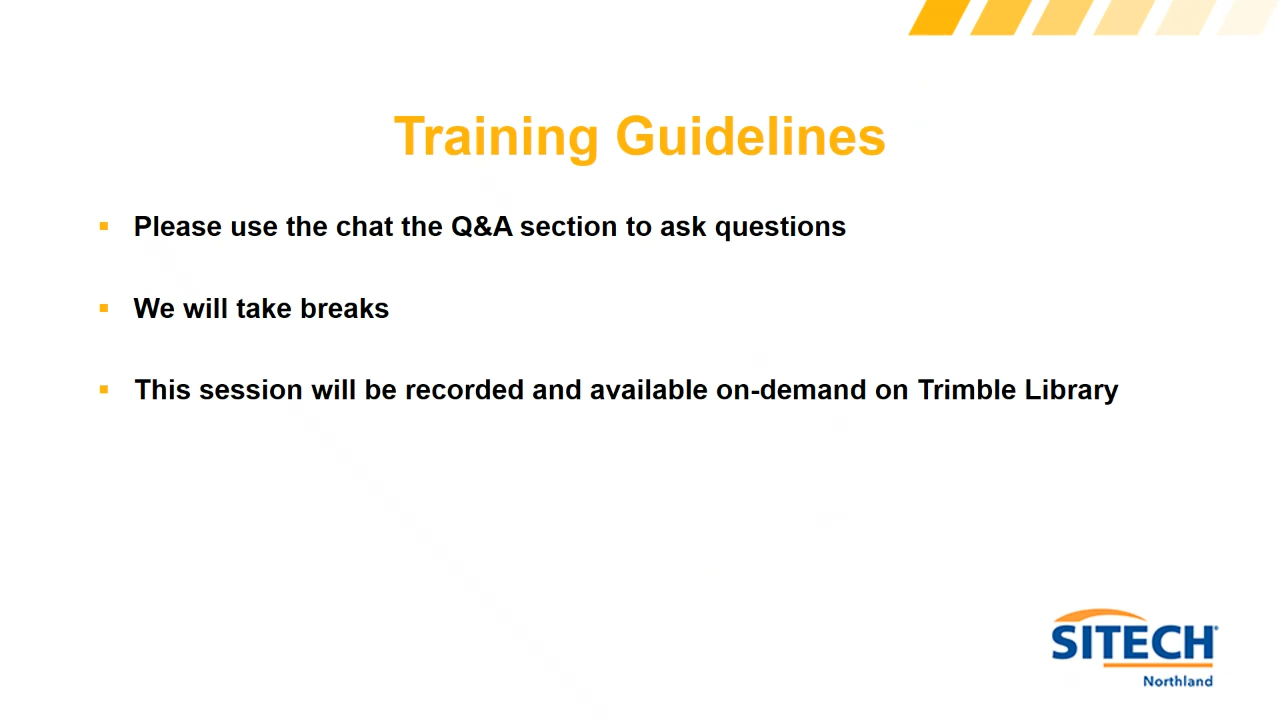 Training Guidelines
Please use the chat the Q&A section to ask questions
We will take breaks
This session will be recorded and available on-demand on Trimble Library
SITECH®
Northland